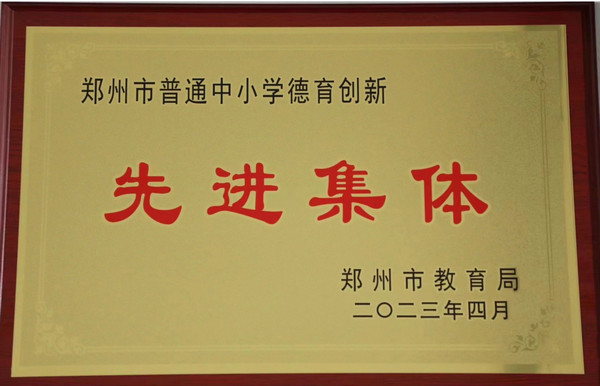 郑州市普通中小学德育创新
先进集体
郑州市教育局
二〇二三年四月